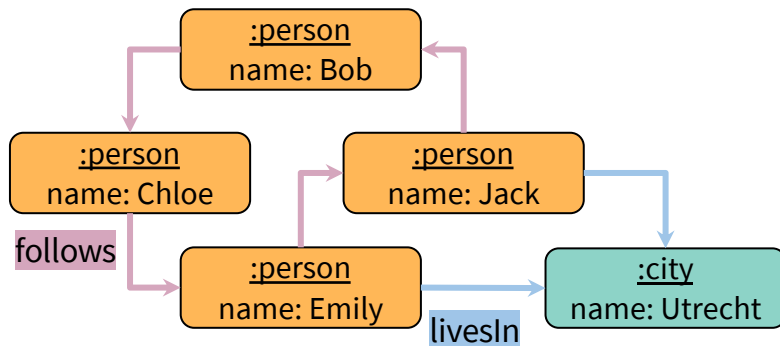 :person
name: Bob
:person
name: Chloe
:person
name: Jack
follows
:person
name: Emily
livesIn
:city
name: Utrecht